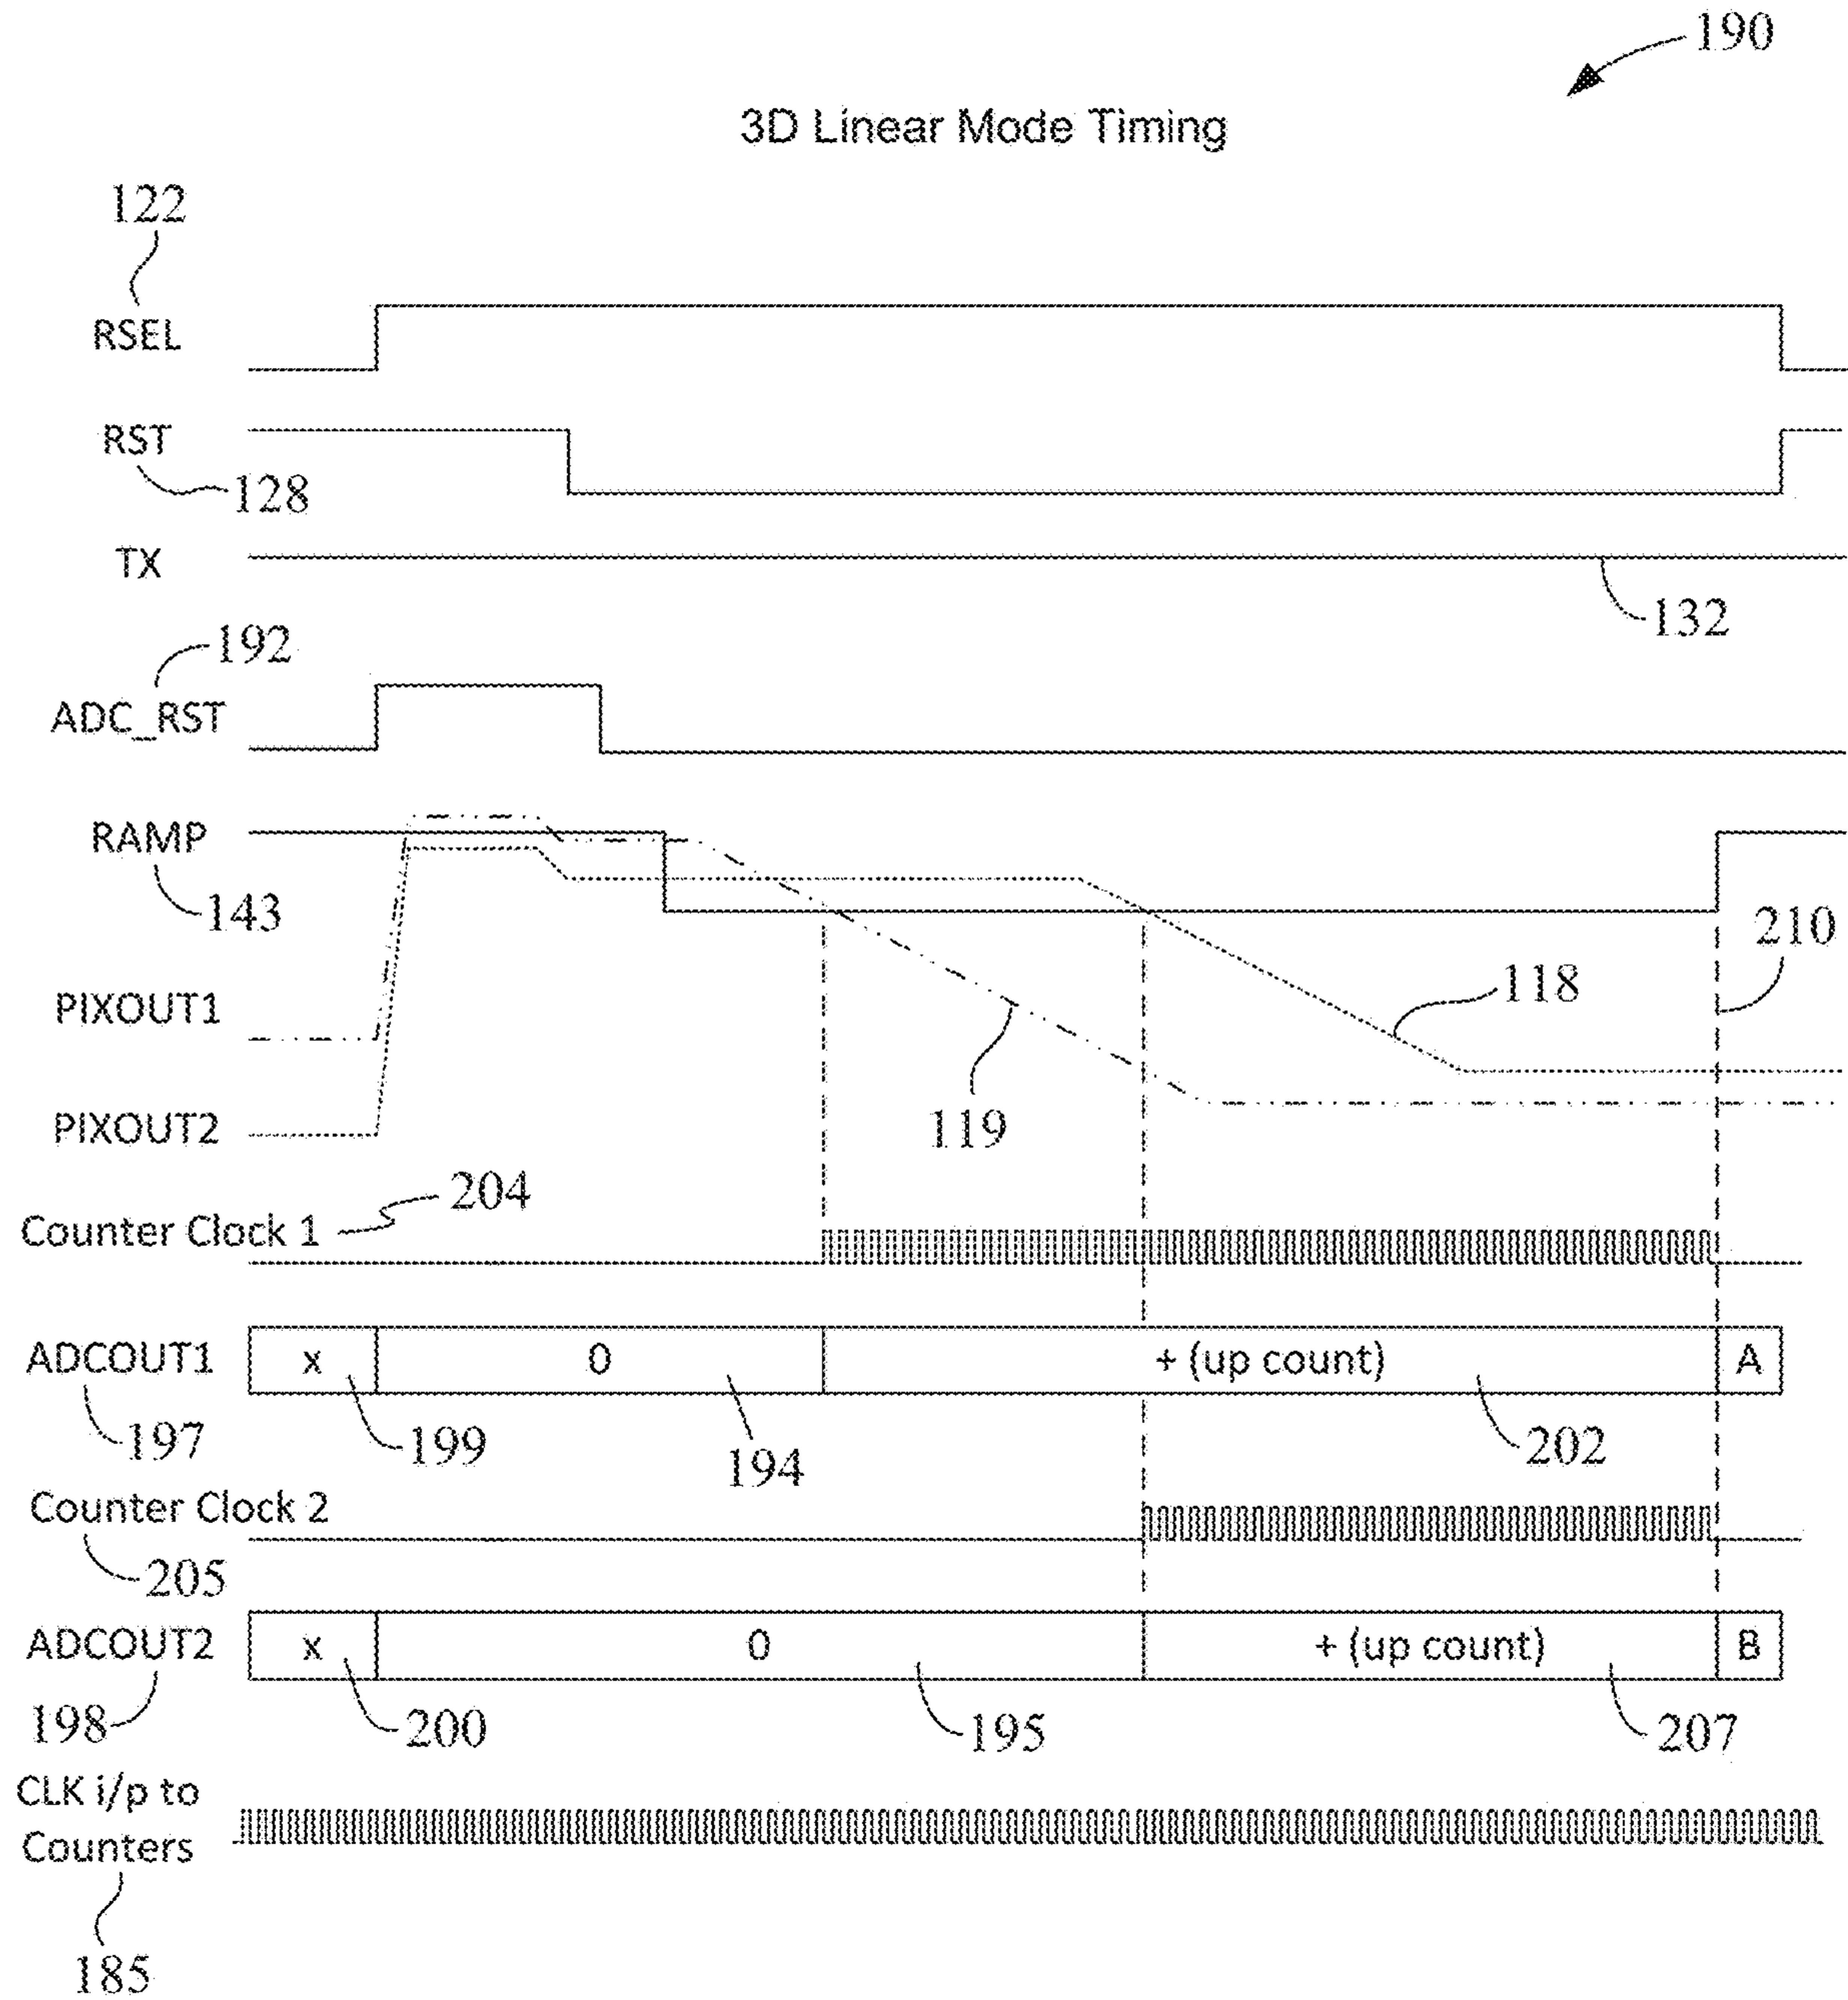 190
3D Linear Mode Timing
122
RSEL
RST
128
TX
132
192
ADC_RST
RAMP
143
210
PIXOUT1
118
119
PIXOUT2
204
Counter Clock 1
ADCOUT1 x 0 + (up count) A
197 199 194 202
Counter Clock 2
205
ADCOUT2 x 0 + (up count) B
198 200 195 207
CLK i/p to
Counters
185